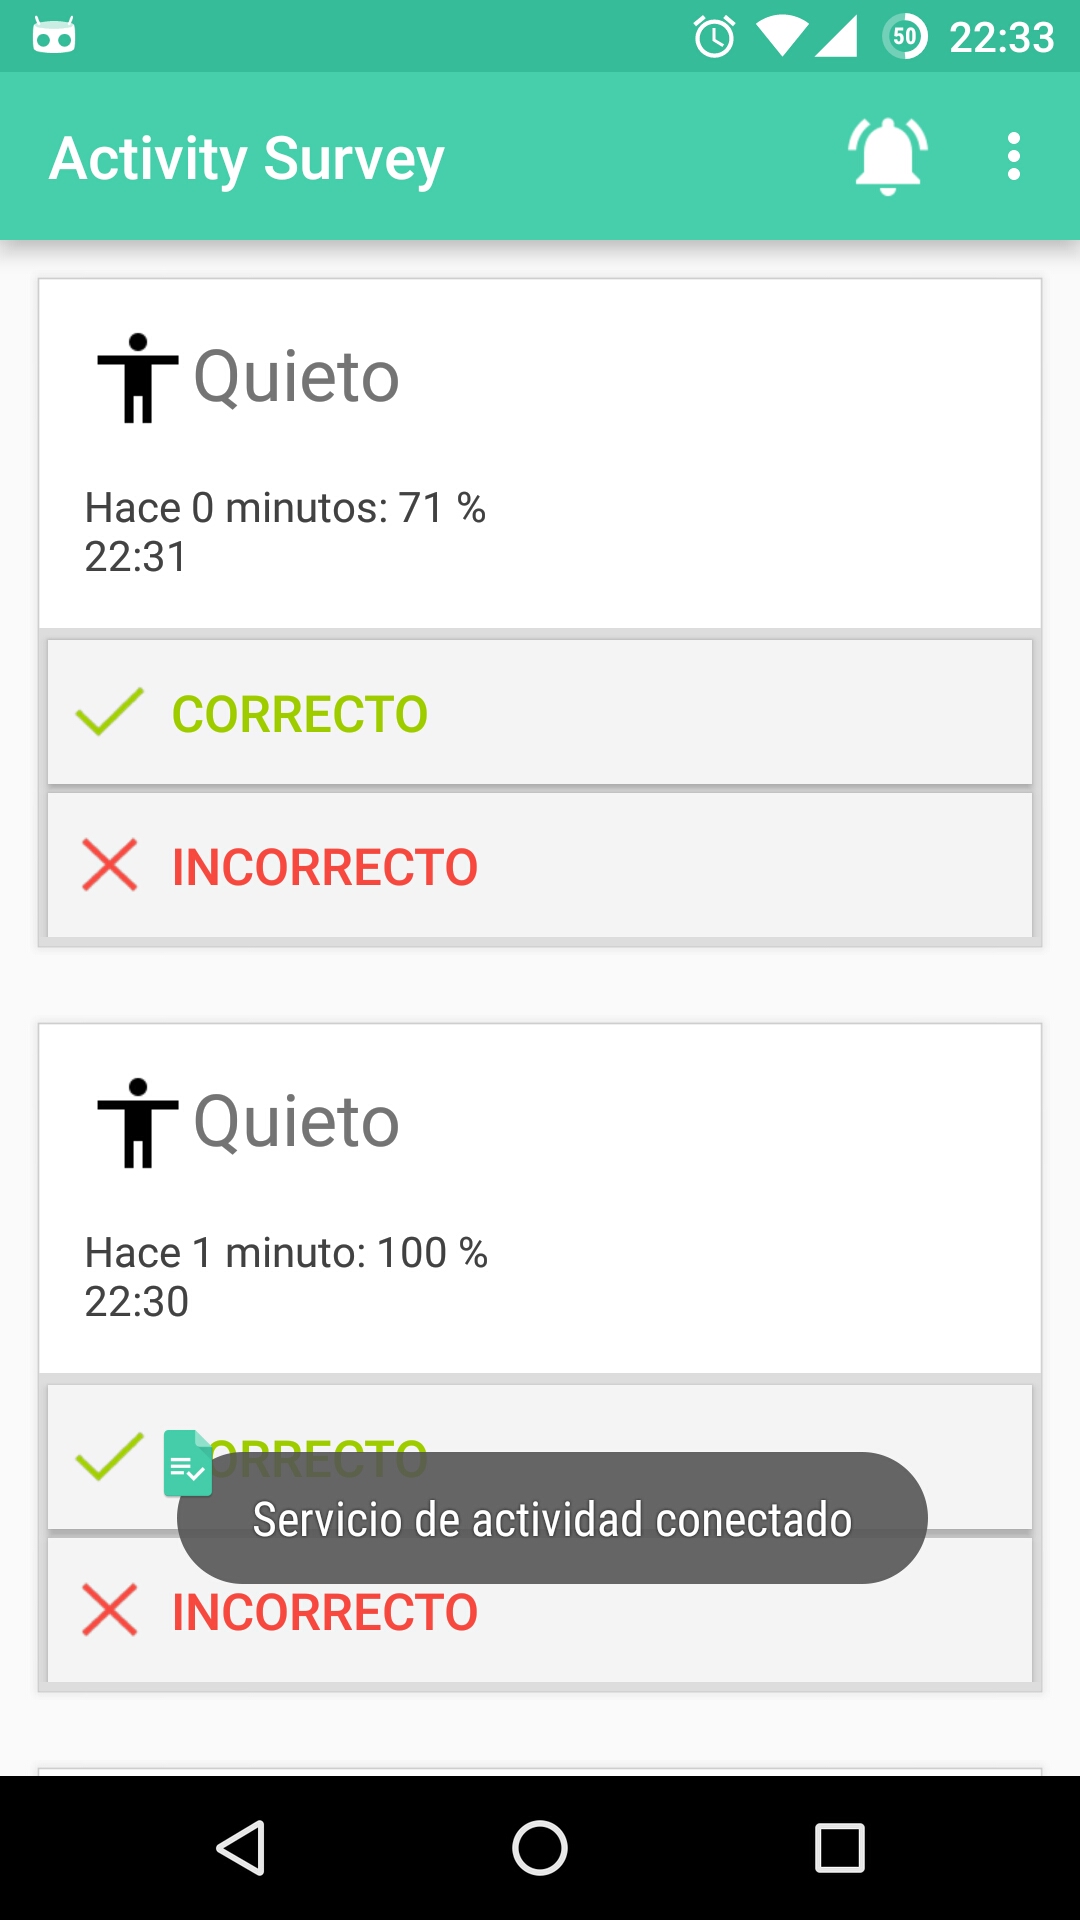 50 22:33
Activity Survey
Quieto
Hace 0 minutos: 71 %
22:31
CORRECTO
INCORRECTO
Quieto
Hace 1 minuto: 100 %
22:30
CORRECTO
Servicio de actividad conectado
INCORRECTO